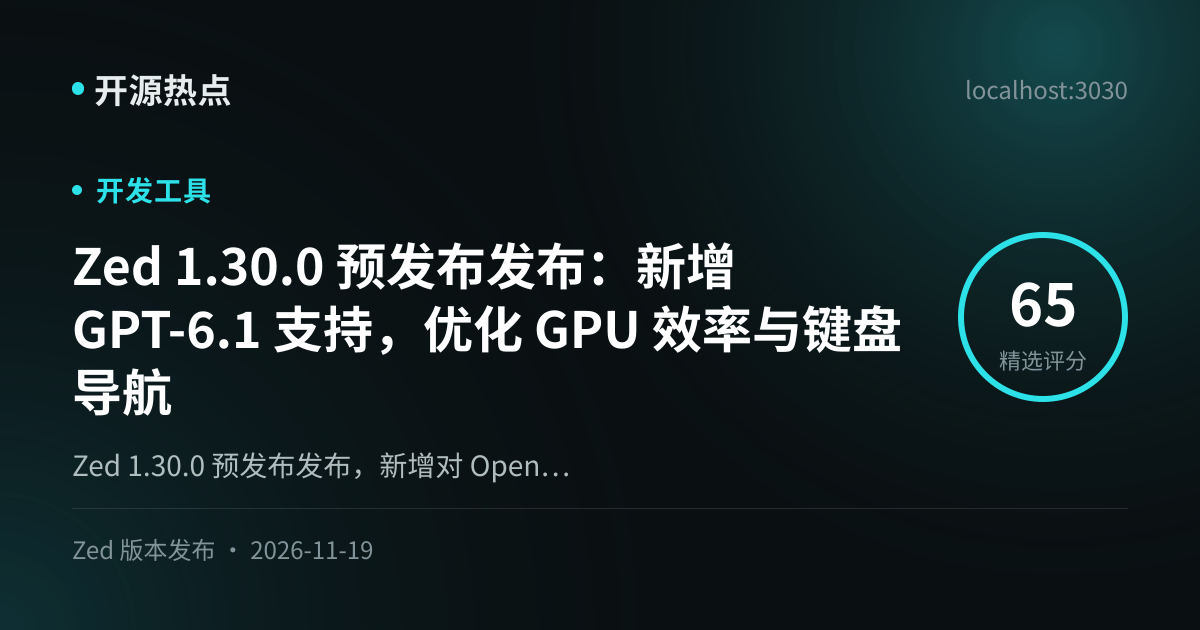 开源热点
localhost:3030
开发工具
Zed 1.30.0 预发布发布：新增
GPT-6.1 支持，优化 GPU 效率与键盘
导航
65
精选评分
Zed 1.30.0 预发布发布，新增对 Open…
Zed 版本发布 · 2026-11-19